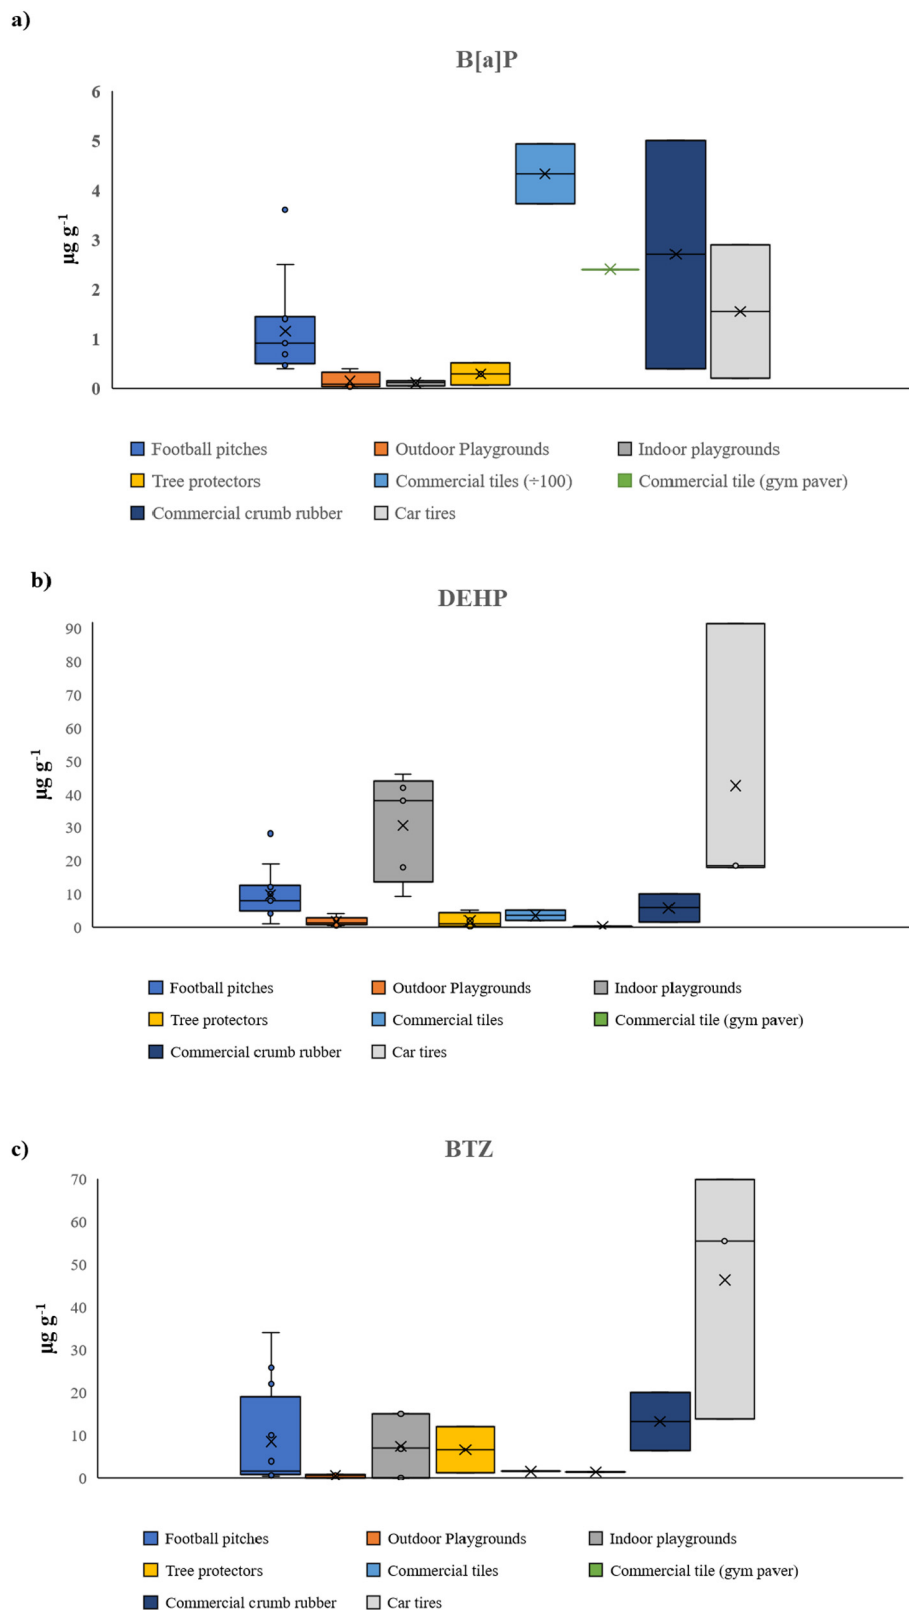 a)
B[a]P
6
5
4
3
2
1
0
µg g-1
Football pitches Outdoor Playgrounds Indoor playgrounds
Tree protectors Commercial tiles (÷100) Commercial tile (gym paver)
Commercial crumb rubber Car tires
b)
DEHP
90
80
70
60
50
40
30
20
10
0
µg g-1
Football pitches Outdoor Playgrounds Indoor playgrounds
Tree protectors Commercial tiles Commercial tile (gym paver)
Commercial crumb rubber Car tires
c)
BTZ
70
60
50
40
30
20
10
0
µg g-1
Football pitches Outdoor Playgrounds Indoor playgrounds
Tree protectors Commercial tiles Commercial tile (gym paver)
Commercial crumb rubber Car tires